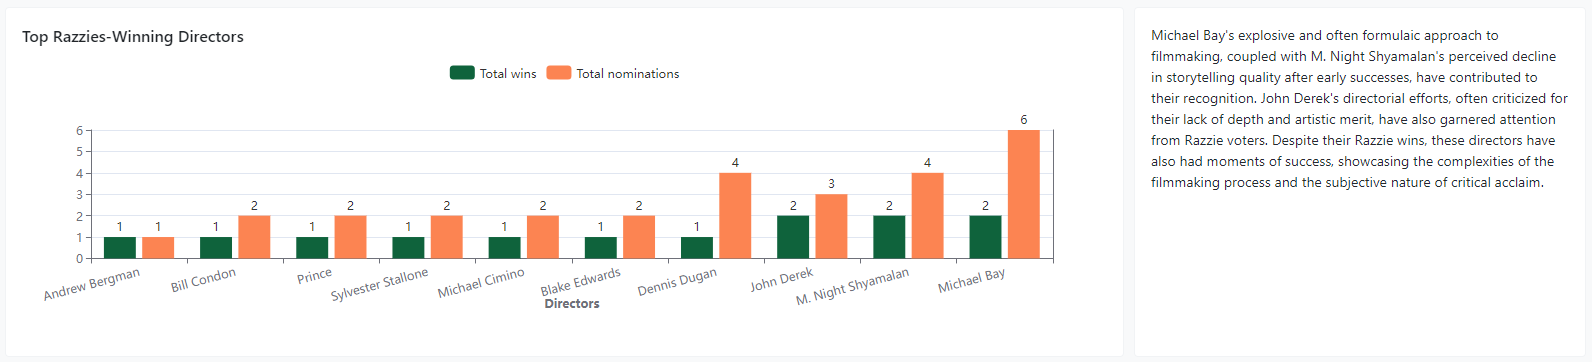 Top Razzies-Winning Directors
Total wins Total nominations
6
5
4
3
2
1
0
1 1 1 2 1 2 1 2 1 2 1 2 1 4 2 3 2 4 2 6
Andrew Bergman Bill Condon Prince Sylvester Stallone Michael Cimino Blake Edwards Dennis Dugan John Derek M. Night Shyamalan Michael Bay
Directors
Michael Bay's explosive and often formulaic approach to
filmmaking, coupled with M. Night Shyamalan's perceived decline
in storytelling quality after early successes, have contributed to
their recognition. John Derek's directorial efforts, often criticized for
their lack of depth and artistic merit, have also garnered attention
from Razzie voters. Despite their Razzie wins, these directors have
also had moments of success, showcasing the complexities of the
filmmaking process and the subjective nature of critical acclaim.